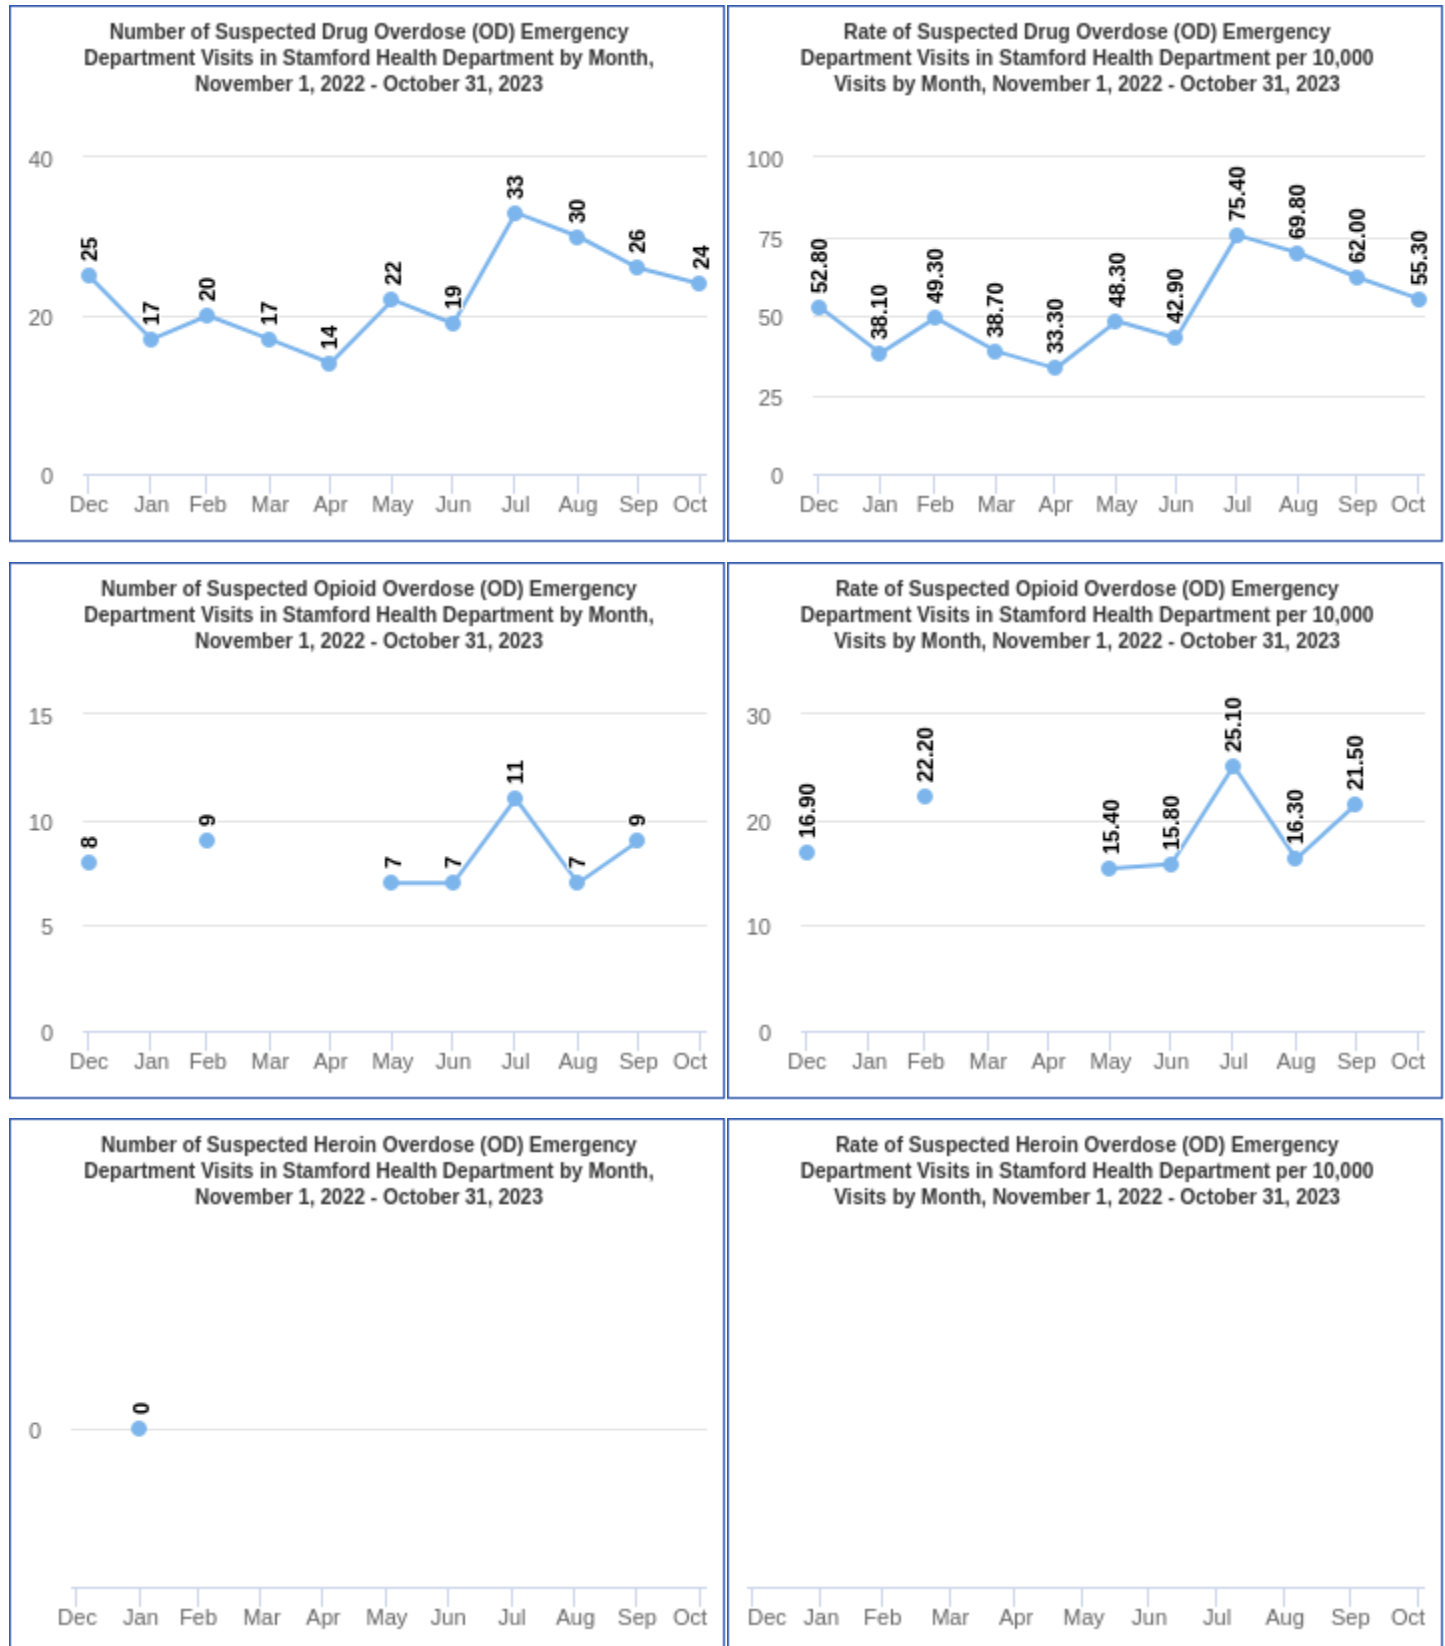 Number of Suspected Drug Overdose (OD) Emergency
Department Visits in Stamford Health Department by Month,
November 1, 2022 - October 31, 2023
40
20
0
25
17
20
17
14
22
19
33
30
26
24
Dec Jan Feb Mar Apr May Jun Jul Aug Sep Oct
Rate of Suspected Drug Overdose (OD) Emergency
Department Visits in Stamford Health Department per 10,000
Visits by Month, November 1, 2022 - October 31, 2023
100
75
50
25
0
52.80
38.10
49.30
38.70
33.30
48.30
42.90
75.40
69.80
62.00
55.30
Dec Jan Feb Mar Apr May Jun Jul Aug Sep Oct
Number of Suspected Opioid Overdose (OD) Emergency
Department Visits in Stamford Health Department by Month,
November 1, 2022 - October 31, 2023
15
10
5
0
8
9
7
7
11
7
9
Dec Jan Feb Mar Apr May Jun Jul Aug Sep Oct
Rate of Suspected Opioid Overdose (OD) Emergency
Department Visits in Stamford Health Department per 10,000
Visits by Month, November 1, 2022 - October 31, 2023
30
20
10
0
16.90
22.20
15.40
15.80
25.10
16.30
21.50
Dec Jan Feb Mar Apr May Jun Jul Aug Sep Oct
Number of Suspected Heroin Overdose (OD) Emergency
Department Visits in Stamford Health Department by Month,
November 1, 2022 - October 31, 2023
0
0
Dec Jan Feb Mar Apr May Jun Jul Aug Sep Oct
Rate of Suspected Heroin Overdose (OD) Emergency
Department Visits in Stamford Health Department per 10,000
Visits by Month, November 1, 2022 - October 31, 2023
Dec Jan Feb Mar Apr May Jun Jul Aug Sep Oct